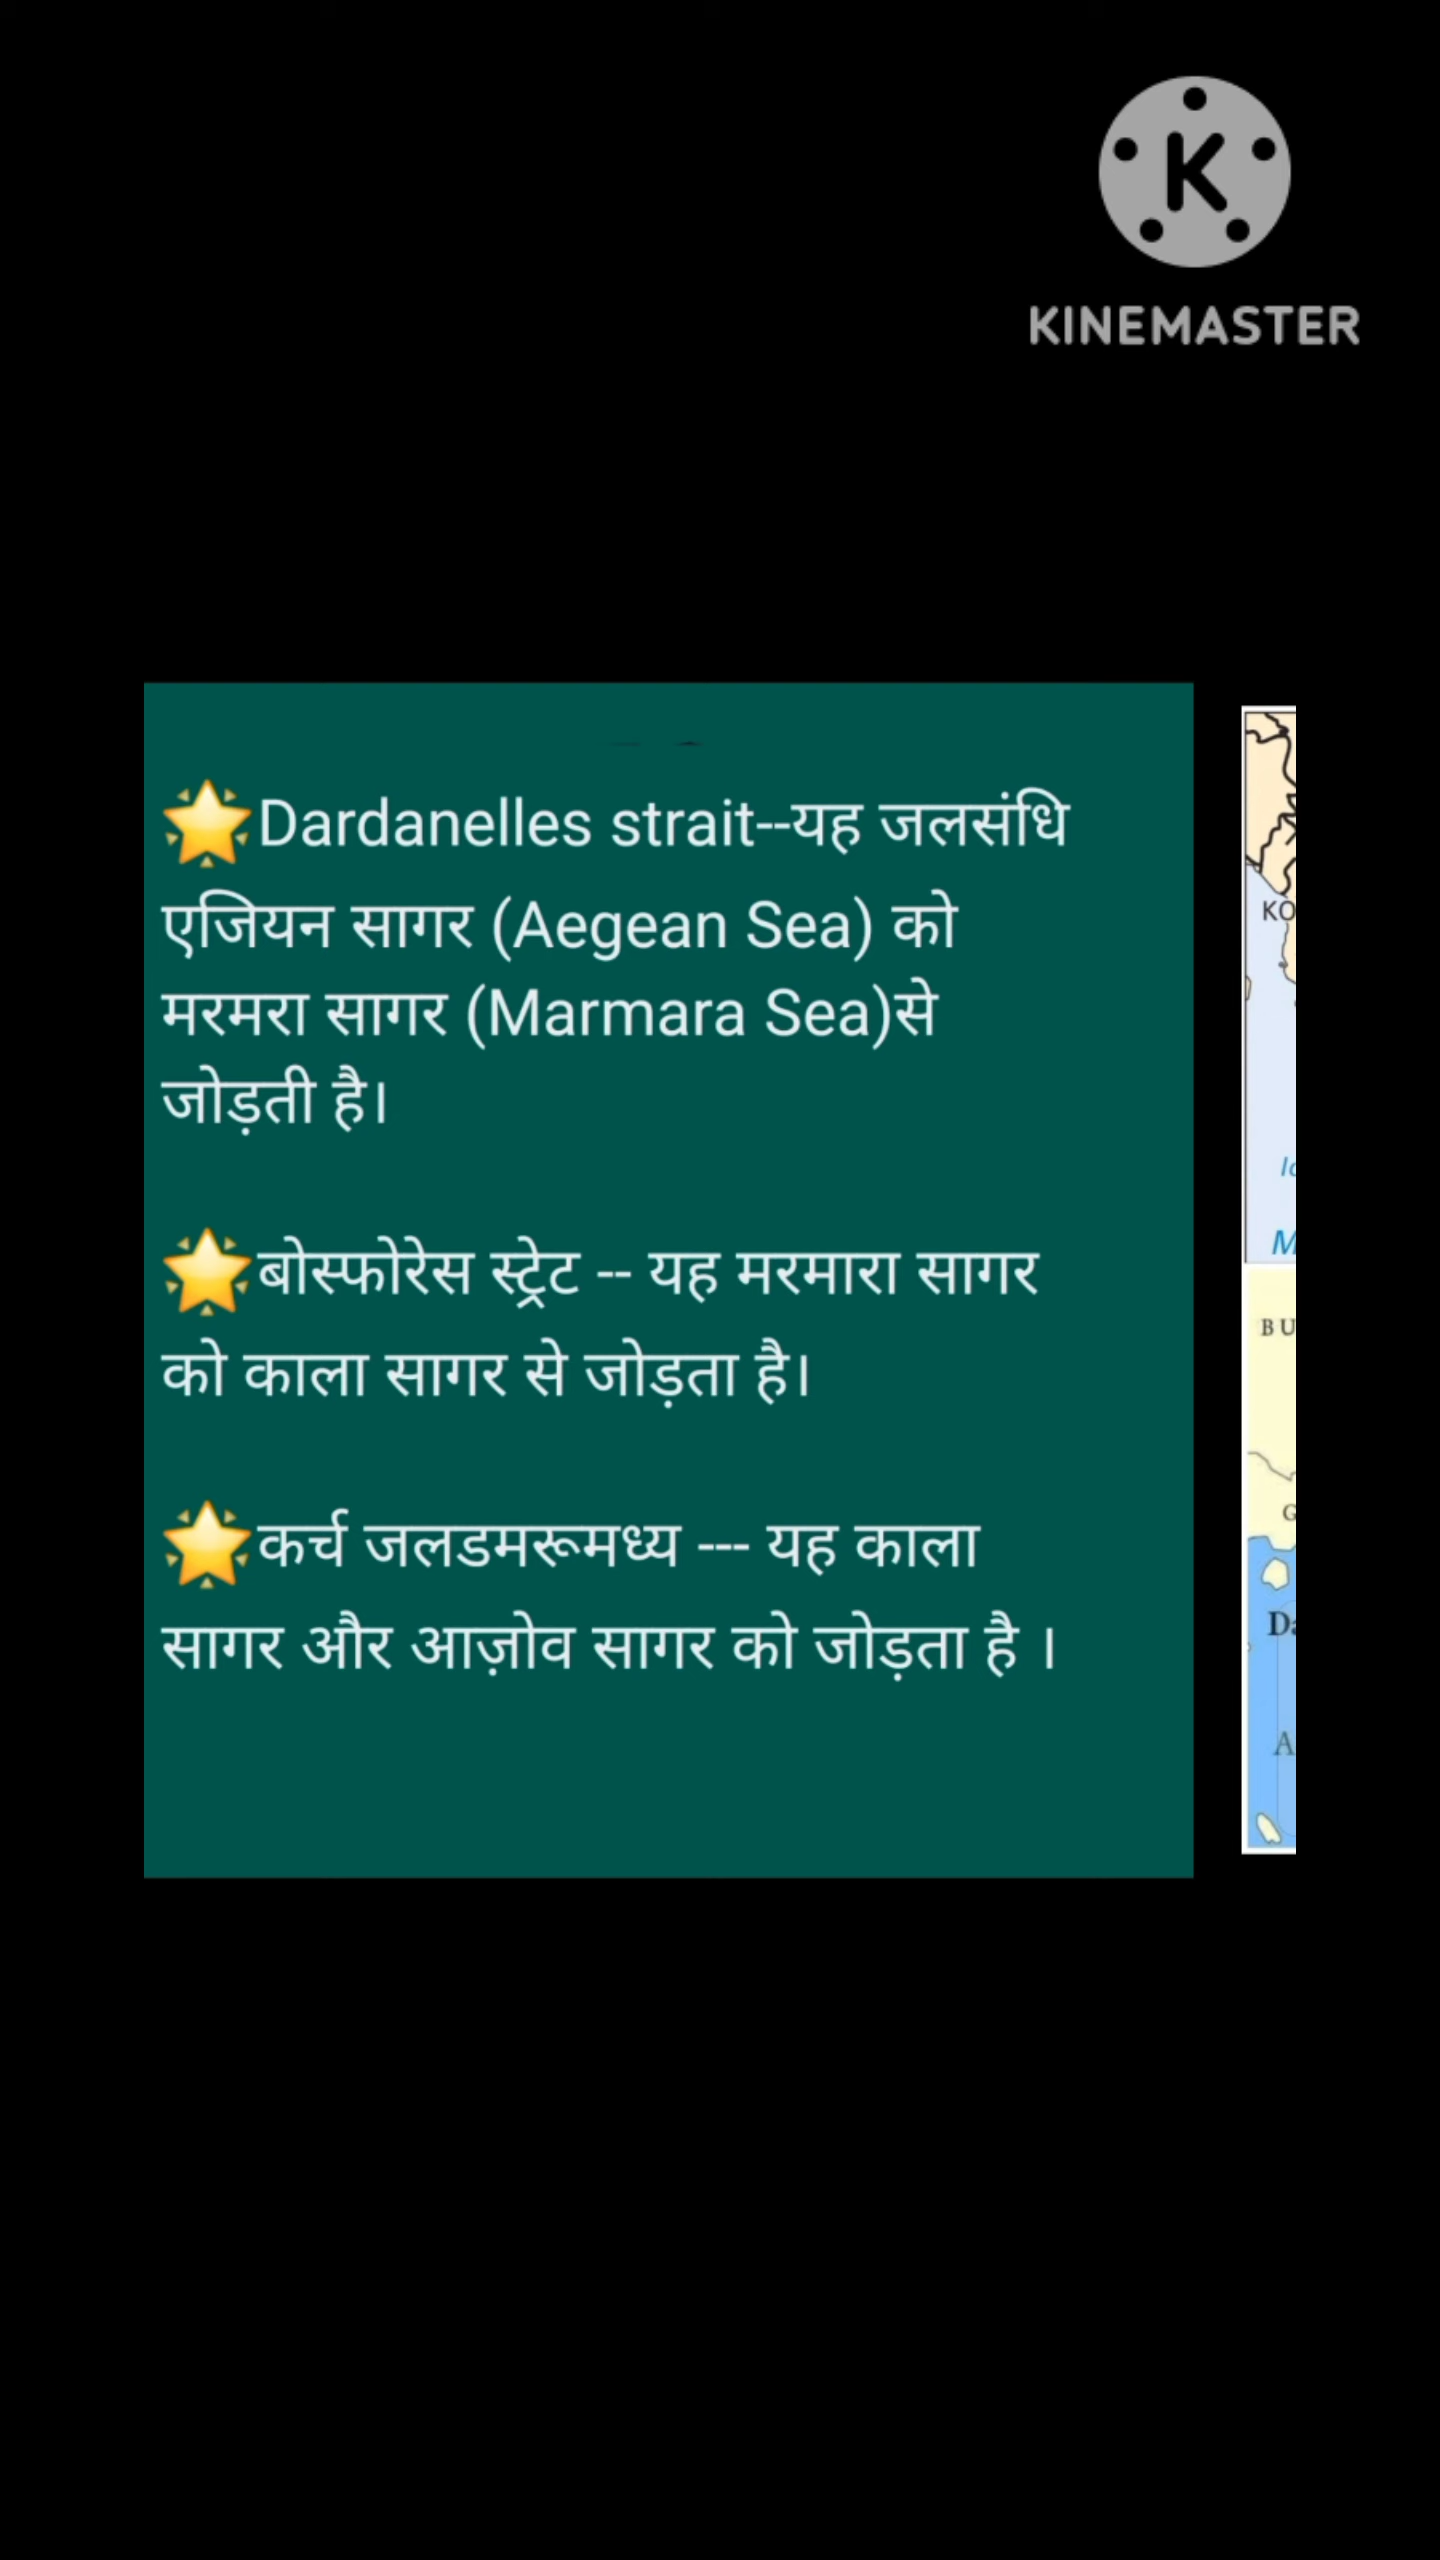 KINEMASTER
🌟Dardanelles strait--यह जलसंधि
एजियन सागर (Aegean Sea) को
मरमरा सागर (Marmara Sea)से
जोड़ती है।
🌟बोस्फोरेस स्ट्रेट -- यह मरमारा सागर
को काला सागर से जोड़ता है।
🌟कर्च जलडमरूमध्य --- यह काला
सागर और आज़ोव सागर को जोड़ता है ।